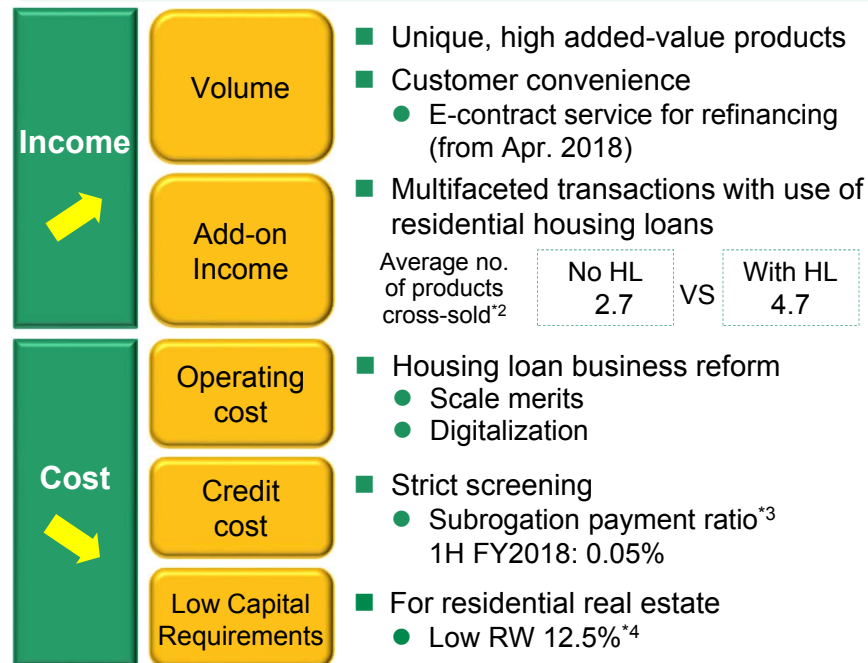 Income
Volume
■ Unique, high added-value products
■ Customer convenience
● E-contract service for refinancing
(from Apr. 2018)
Add-on
Income
■ Multifaceted transactions with use of
residential housing loans
Average no.
of products
cross-sold*2
No HL
2.7
VS
With HL
4.7
Cost
Operating
cost
■ Housing loan business reform
● Scale merits
● Digitalization
Credit
cost
■ Strict screening
● Subrogation payment ratio*3
1H FY2018: 0.05%
Low Capital
Requirements
■ For residential real estate
● Low RW 12.5%*4